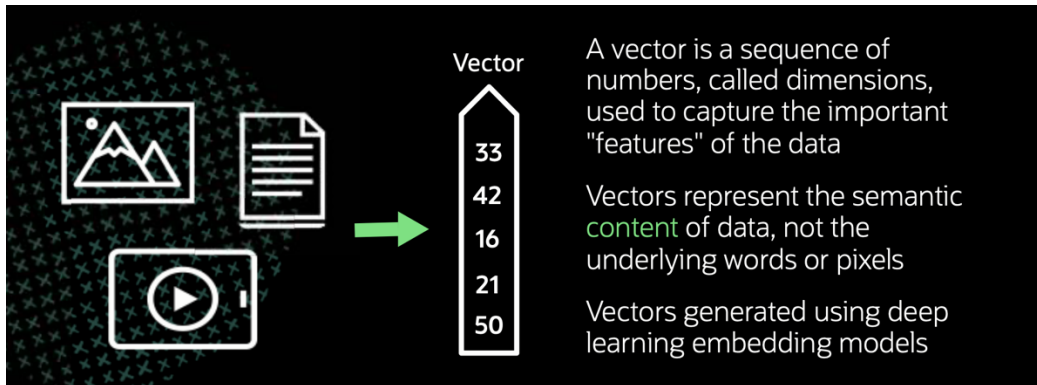 Vector
33
42
16
21
50
A vector is a sequence of
numbers, called dimensions,
used to capture the important
"features" of the data
Vectors represent the semantic
content of data, not the
underlying words or pixels
Vectors generated using deep
learning embedding models